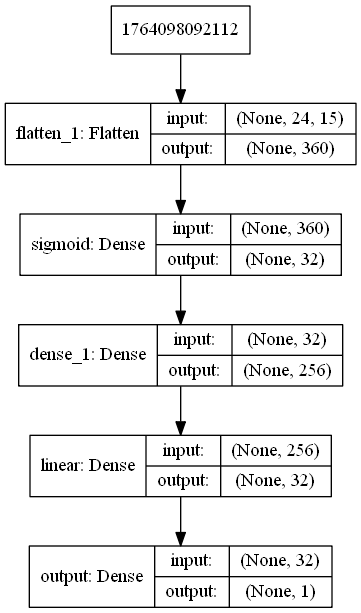 1764098092112
flatten_1: Flatten
input:
(None, 24, 15)
output:
(None, 360)
sigmoid: Dense
input:
(None, 360)
output:
(None, 32)
dense_1: Dense
input:
(None, 32)
output:
(None, 256)
linear: Dense
input:
(None, 256)
output:
(None, 32)
output: Dense
input:
(None, 32)
output:
(None, 1)